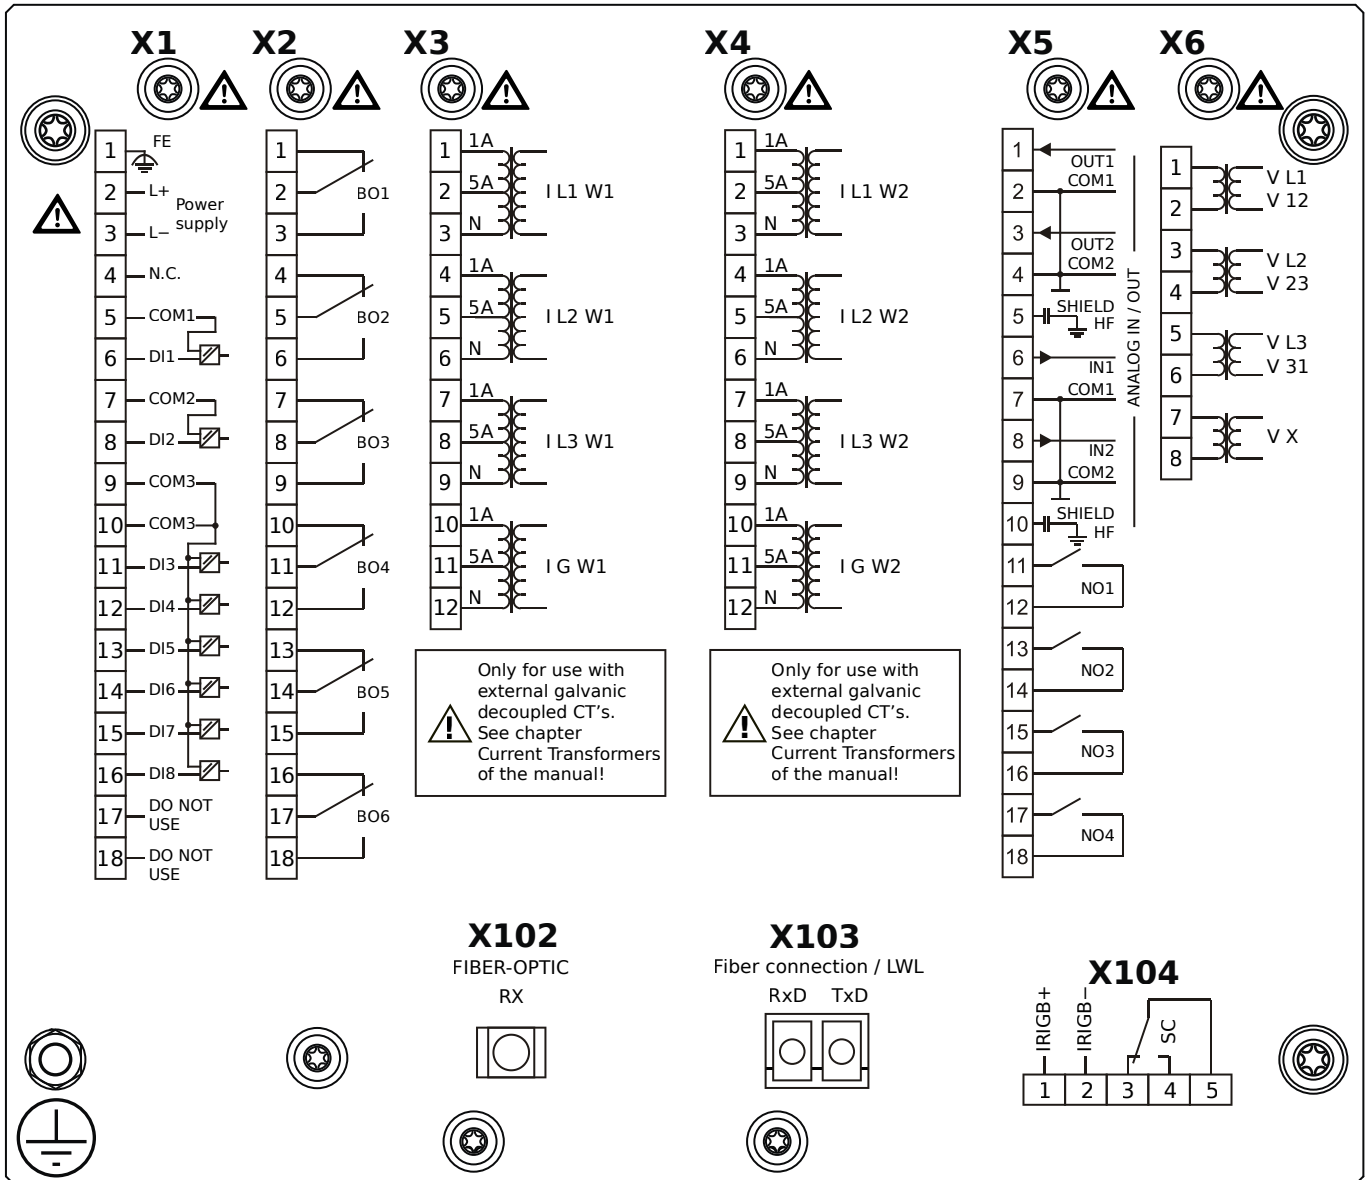 X1
1 FE
2 L+
Power
supply
3 L−
4 N.C.
5 COM1
6 DI1
7 COM2
8 DI2
9 COM3
10 COM3
11 DI3
12 DI4
13 DI5
14 DI6
15 DI7
16 DI8
17 DO NOT
USE
18 DO NOT
USE
X2
1
2 BO1
3
4
5 BO2
6
7
8 BO3
9
10
11 BO4
12
13
14 BO5
15
16
17 BO6
18
X3
1 1A
2 5A I L1 W1
3 N
4 1A
5 5A I L2 W1
6 N
7 1A
8 5A I L3 W1
9 N
10 1A
11 5A I G W1
12 N
Only for use with
external galvanic
decoupled CT's.
See chapter
Current Transformers
of the manual!
X4
1 1A
2 5A I L1 W2
3 N
4 1A
5 5A I L2 W2
6 N
7 1A
8 5A I L3 W2
9 N
10 1A
11 5A I G W2
12 N
Only for use with
external galvanic
decoupled CT's.
See chapter
Current Transformers
of the manual!
X5
1 OUT1
2 COM1
3 OUT2
4 COM2
5 SHIELD
HF
6 IN1
7 COM1
8 IN2
9 COM2
10 SHIELD
HF
ANALOG IN / OUT
11
NO1
12
13
NO2
14
15
NO3
16
17
NO4
18
X6
1 V L1
2 V 12
3 V L2
4 V 23
5 V L3
6 V 31
7
V X
8
X102
FIBER-OPTIC
RX
X103
Fiber connection / LWL
RxD TxD
X104
IRIGB+
IRIGB−
SC
1 2 3 4 5